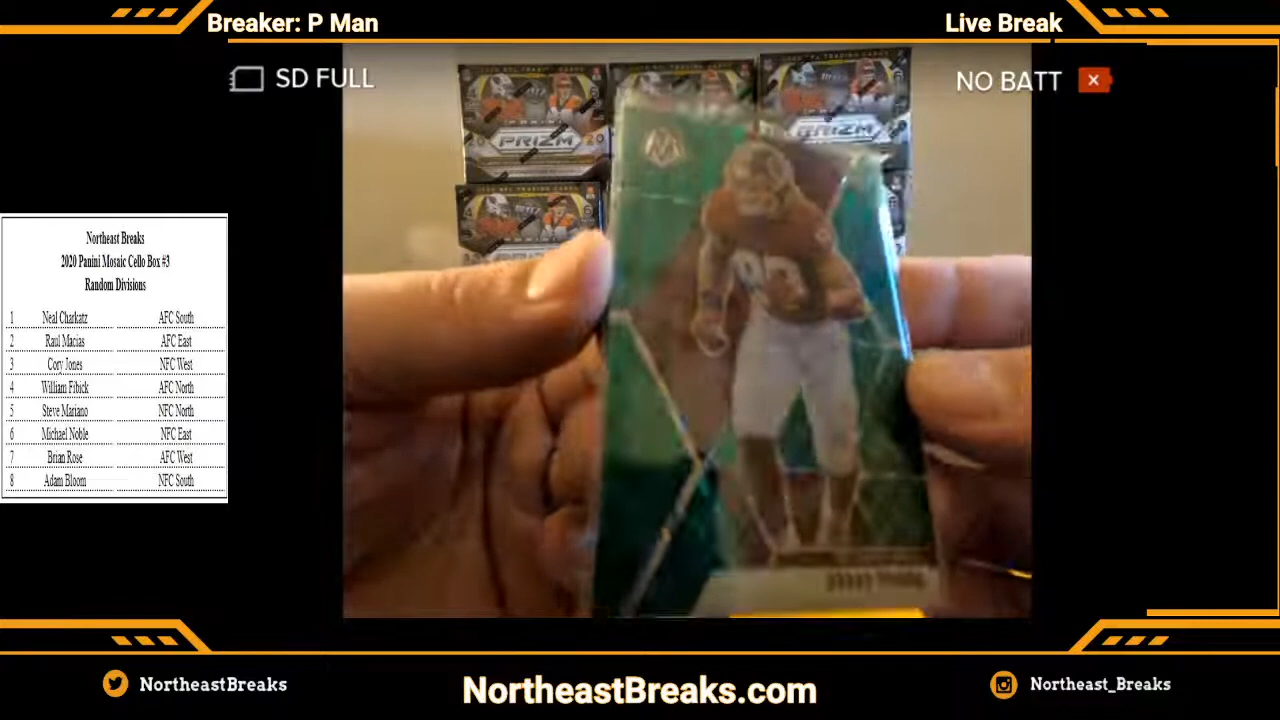 Breaker: P Man
Live Break
SD FULL
NO BATT
PRIZM
PRIZM
Northeast Breaks
2020 Panini Mosaic Cello Box #3
Random Divisions
1 Neal Charkatz AFC South
2 Raul Macias AFC East
3 Cory Jones NFC West
4 William Fibick AFC North
5 Steve Mariano NFC North
6 Michael Noble NFC East
7 Brian Rose AFC West
8 Adam Bloom NFC South
NortheastBreaks
NortheastBreaks.com
Northeast_Breaks